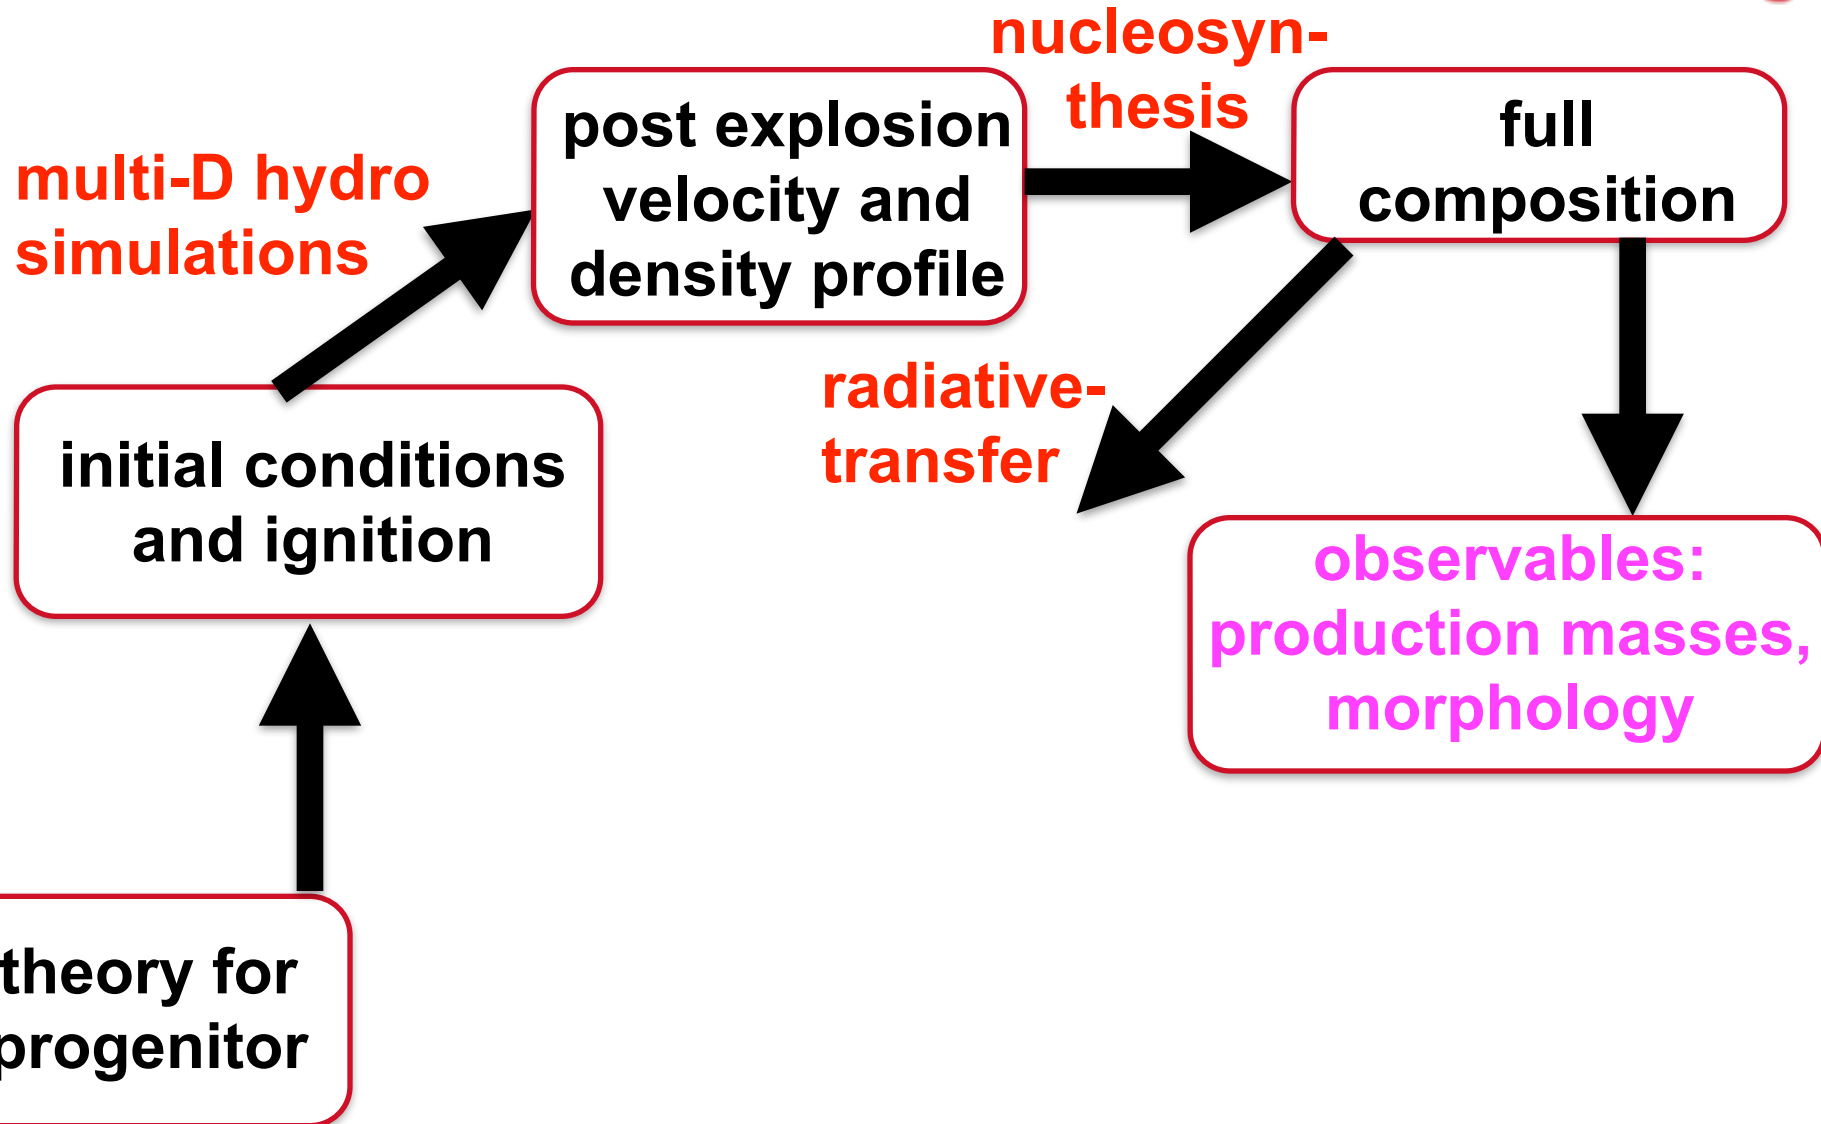 nucleosyn-
thesis
post explosion
velocity and
density profile
full
composition
multi-D hydro
simulations
radiative-
transfer
initial conditions
and ignition
observables:
production masses,
morphology
theory for
progenitor